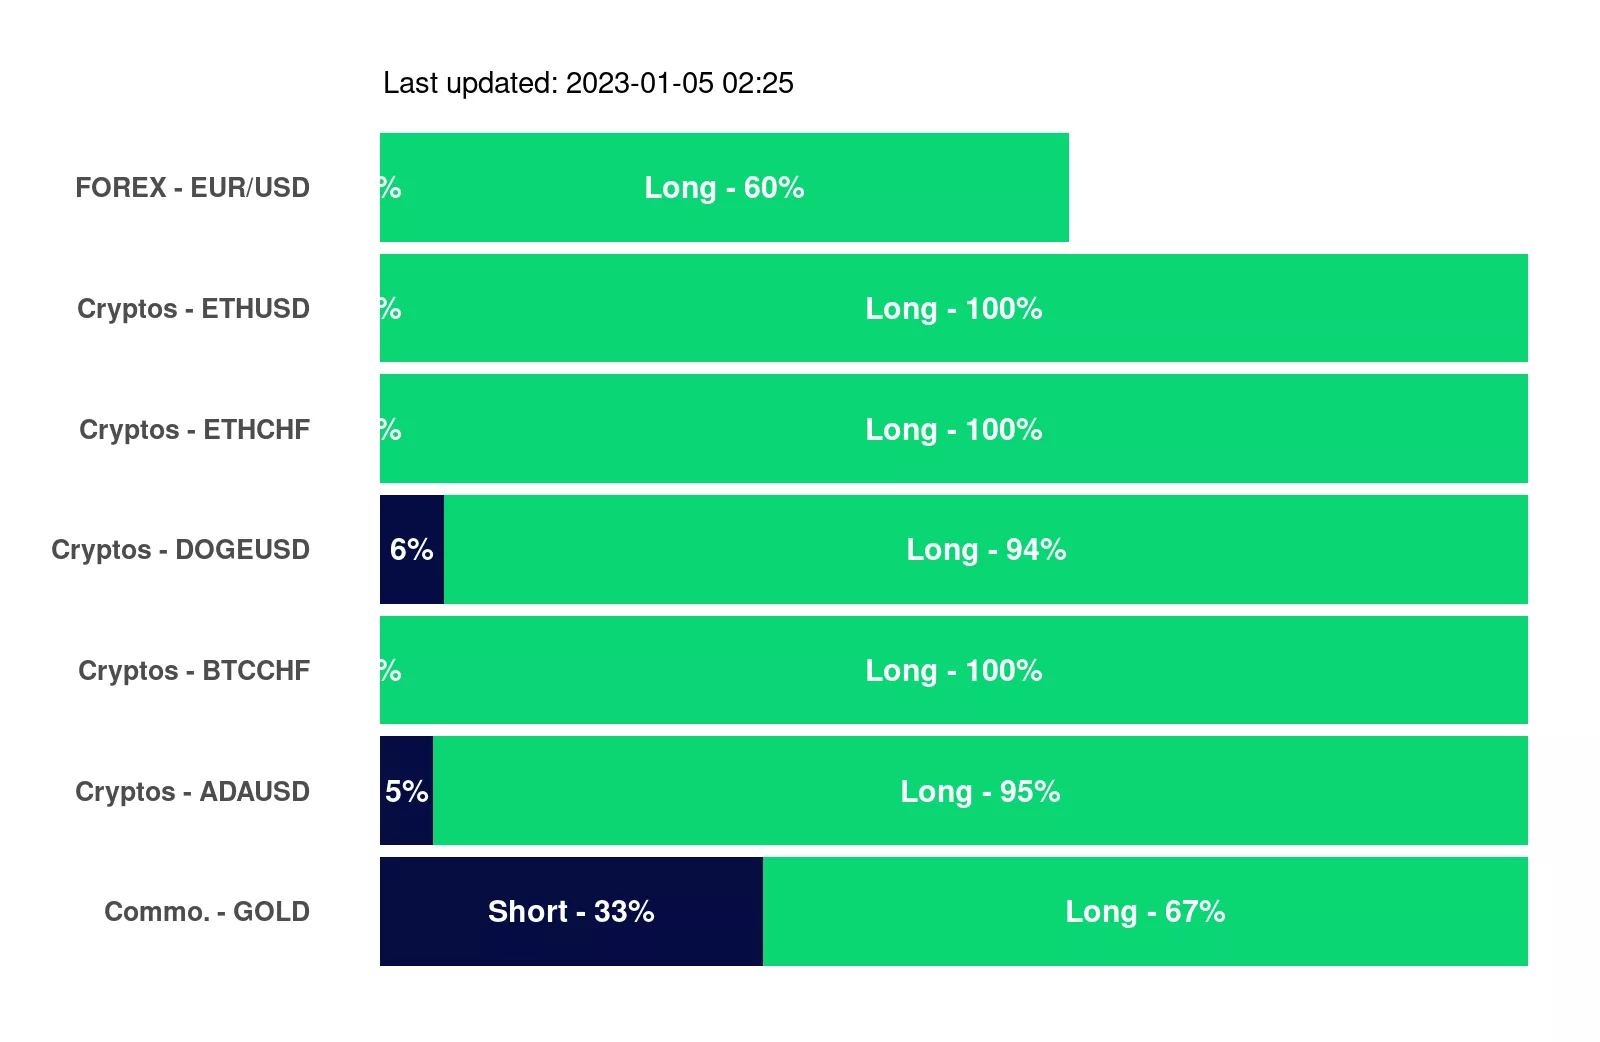 Last updated: 2023-01-05 02:25
FOREX - EUR/USD % Long - 60%
Cryptos - ETHUSD % Long - 100%
Cryptos - ETHCHF % Long - 100%
Cryptos - DOGEUSD 6% Long - 94%
Cryptos - BTCCHF % Long - 100%
Cryptos - ADAUSD 5% Long - 95%
Commo. - GOLD Short - 33% Long - 67%